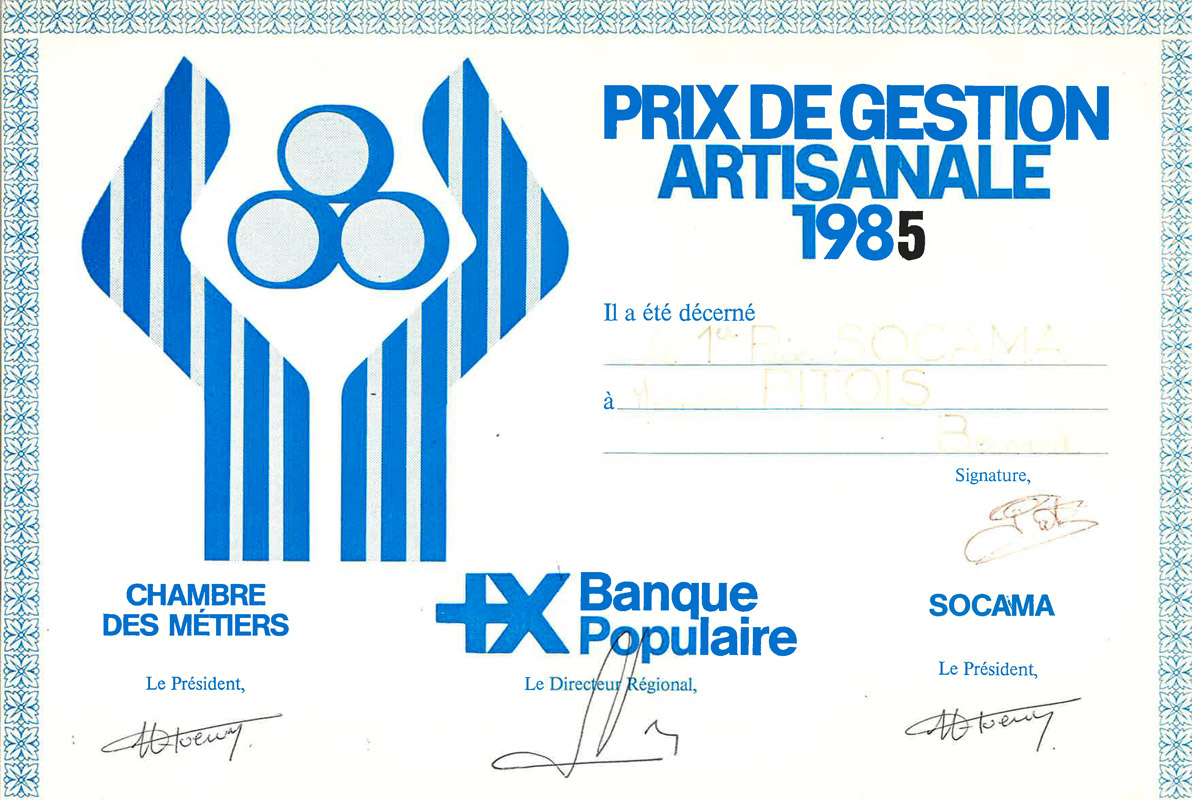 PRIX DE GESTION
ARTISANALE
1985
Il a été décerné
1er Prix SOCAMA
à PITOIS
Signature,
CHAMBRE
DES MÉTIERS
Banque
Populaire
SOCAMA
Le Président,
Le Directeur Régional,
Le Président,